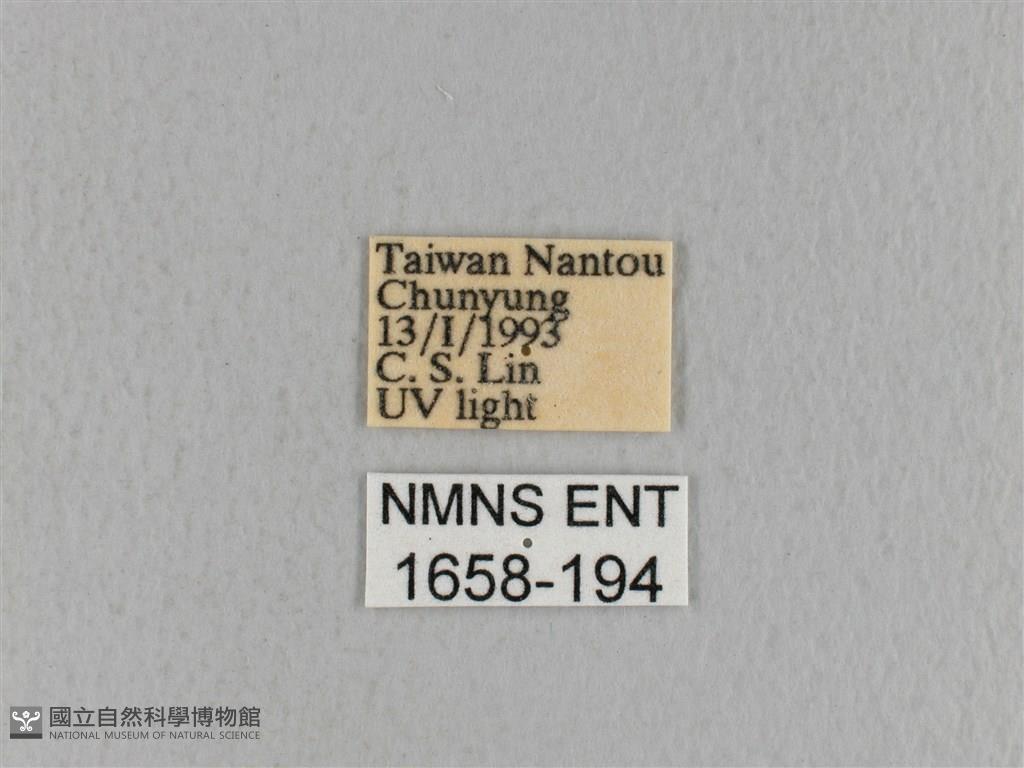 Taiwan Nantou
Chunyung
13/I/1993
C. S. Lin
UV light
NMNS ENT
1658-194
國立自然科學博物館
NATIONAL MUSEUM OF NATURAL SCIENCE